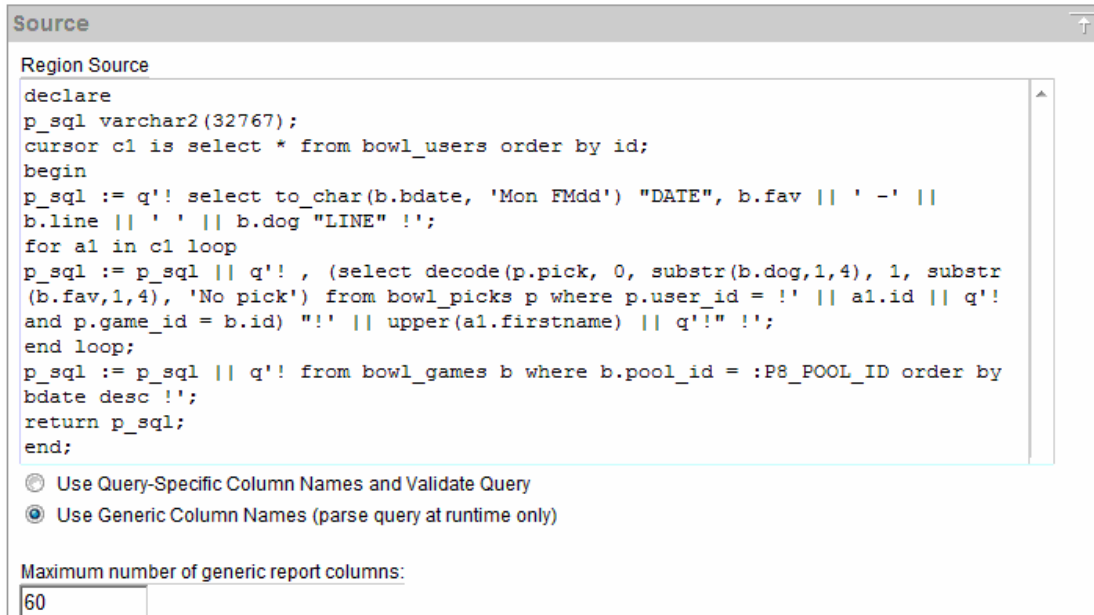 Source
Region Source
declare
p_sql varchar2(32767);
cursor c1 is select * from bowl_users order by id;
begin
p_sql := q'! select to_char(b.bdate, 'Mon FMdd') "DATE", b.fav || ' -' ||
b.line || ' ' || b.dog "LINE" !';
for a1 in c1 loop
p_sql := p_sql || q'! , (select decode(p.pick, 0, substr(b.dog,1,4), 1, substr
(b.fav,1,4), 'No pick') from bowl_picks p where p.user_id = !' || a1.id || q'!
and p.game_id = b.id) "!' || upper(a1.firstname) || q'!" !';
end loop;
p_sql := p_sql || q'! from bowl_games b where b.pool_id = :P8_POOL_ID order by
bdate desc !';
return p_sql;
end;
Use Query-Specific Column Names and Validate Query
Use Generic Column Names (parse query at runtime only)
Maximum number of generic report columns:
60